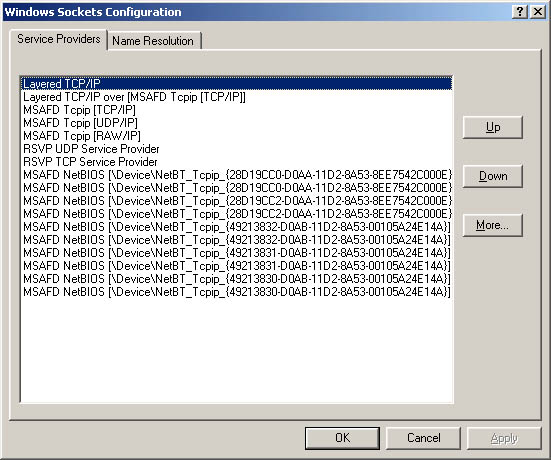 Windows Sockets Configuration
Service Providers
Name Resolution
Layered TCP/IP
Layered TCP/IP over [MSAFD Tcpip [TCP/IP]]
MSAFD Tcpip [TCP/IP]
MSAFD Tcpip [UDP/IP]
MSAFD Tcpip [RAW/IP]
RSVP UDP Service Provider
RSVP TCP Service Provider
MSAFD NetBIOS [\Device\NetBT_Tcpip_{28D19CC0-D0AA-11D2-8A53-8EE7542C000E}
MSAFD NetBIOS [\Device\NetBT_Tcpip_{28D19CC0-D0AA-11D2-8A53-8EE7542C000E}
MSAFD NetBIOS [\Device\NetBT_Tcpip_{28D19CC2-D0AA-11D2-8A53-8EE7542C000E}
MSAFD NetBIOS [\Device\NetBT_Tcpip_{28D19CC2-D0AA-11D2-8A53-8EE7542C000E}
MSAFD NetBIOS [\Device\NetBT_Tcpip_{49213832-D0AB-11D2-8A53-00105A24E14A}]
MSAFD NetBIOS [\Device\NetBT_Tcpip_{49213832-D0AB-11D2-8A53-00105A24E14A}]
MSAFD NetBIOS [\Device\NetBT_Tcpip_{49213831-D0AB-11D2-8A53-00105A24E14A}]
MSAFD NetBIOS [\Device\NetBT_Tcpip_{49213831-D0AB-11D2-8A53-00105A24E14A}]
MSAFD NetBIOS [\Device\NetBT_Tcpip_{49213830-D0AB-11D2-8A53-00105A24E14A}]
MSAFD NetBIOS [\Device\NetBT_Tcpip_{49213830-D0AB-11D2-8A53-00105A24E14A}]
Up
Down
More...
OK
Cancel
Apply